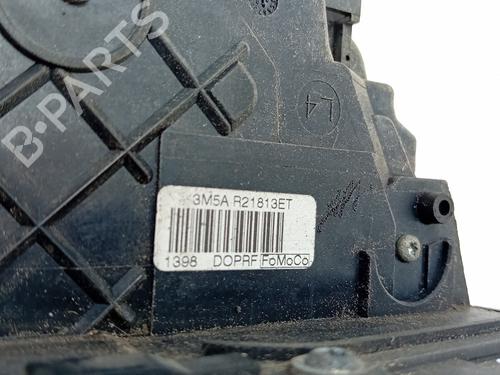 B-PARTS
L4
3M5A R21813ET
1398 DOPRF FoMoCo